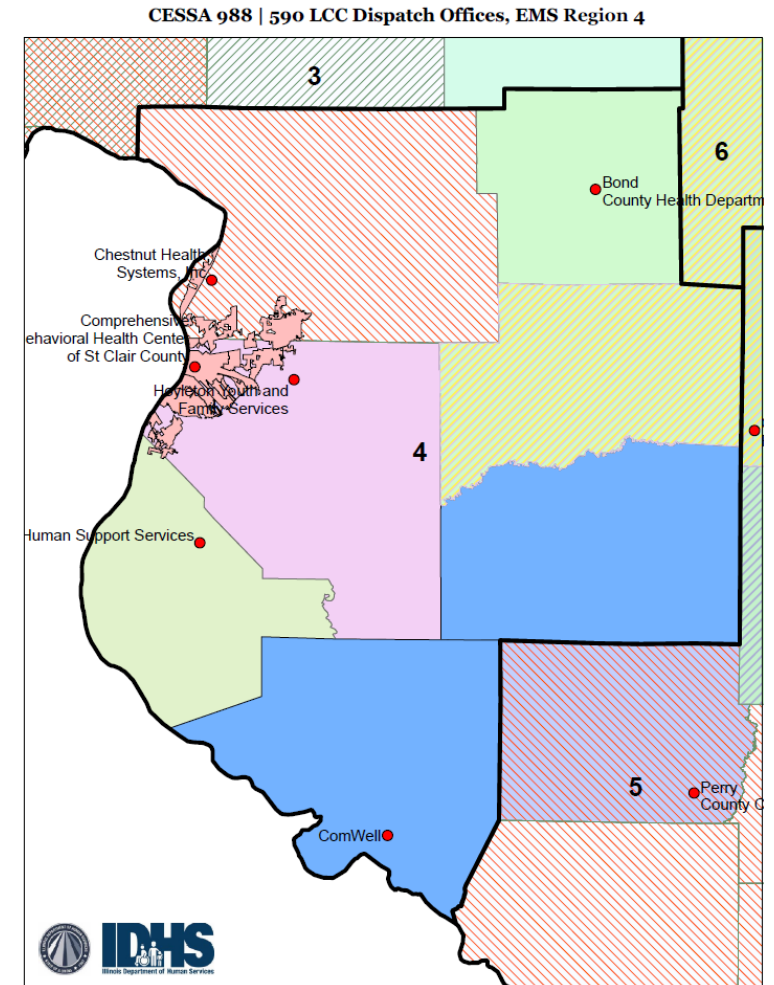 CESSA 988 | 590 LCC Dispatch Offices, EMS Region 4
3
6
Bond
County Health Departm
Chestnut Health
Systems, Inc
Comprehensive
ehavioral Health Center
of St Clair County
Hoyleton Youth and
Family Services
4
Human Support Services
5
Perry
County C
ComWell
IDHS
Illinois Department of Human Services